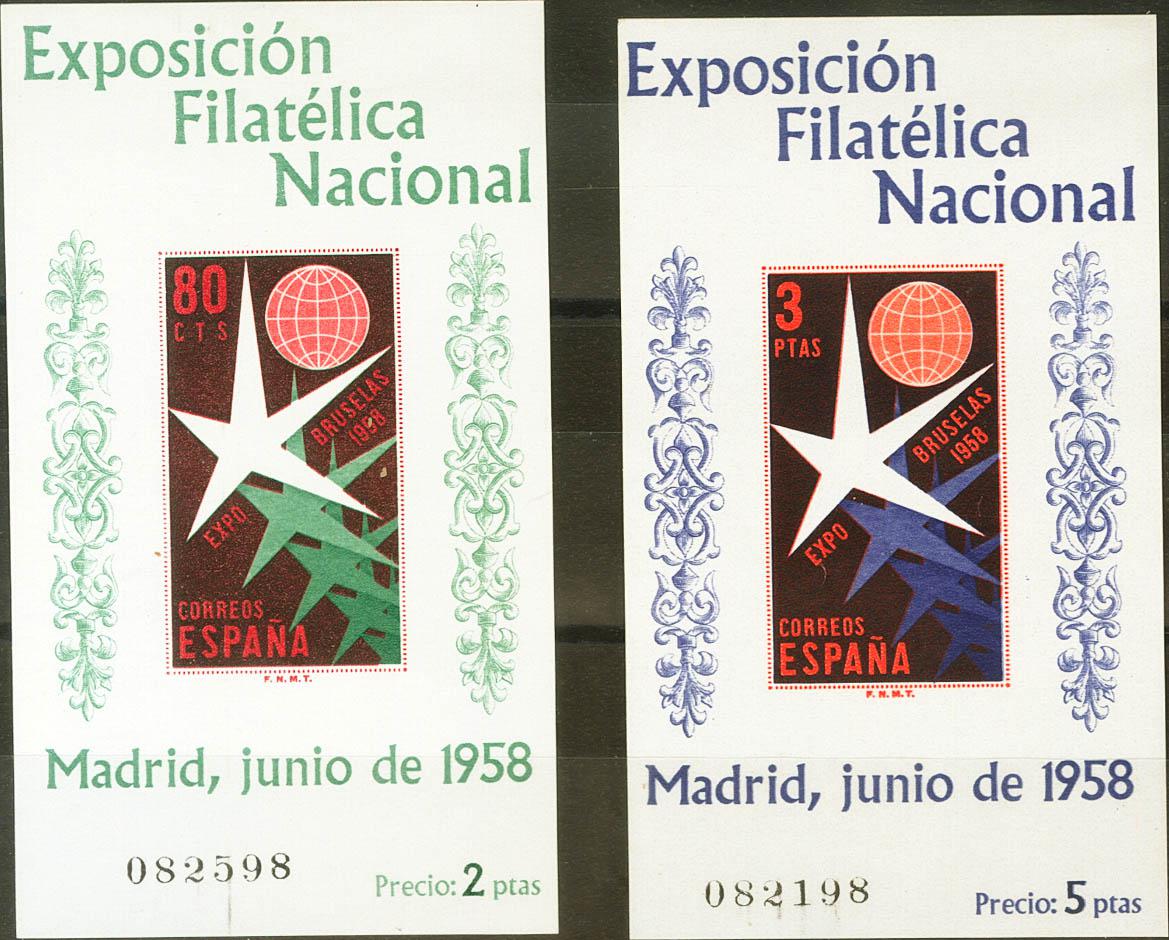 Exposición
Filatélica
Nacional
80
CTS
BRUSELAS
1958
EXPO
CORREOS
ESPAÑA
F. N. M. T.
Madrid, junio de 1958
082598
Precio: 2 ptas
Exposición
Filatélica
Nacional
3
PTAS
BRUSELAS
1958
EXPO
CORREOS
ESPAÑA
F. N. M. T.
Madrid, junio de 1958
082198
Precio: 5 ptas